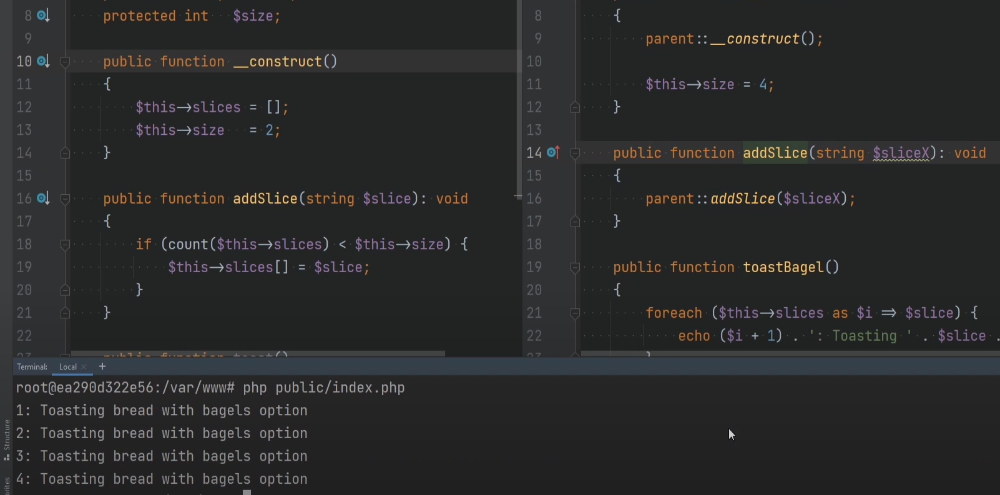 8 protected int $size;
9
10 public function __construct()
11 {
12 $this->slices = [];
13 $this->size = 2;
14 }
15
16 public function addSlice(string $slice): void
17 {
18 if (count($this->slices) < $this->size) {
19 $this->slices[] = $slice;
20 }
21 }
22
23 public function toast()
8 {
9 parent::__construct();
10
11 $this->size = 4;
12 }
13
14 public function addSlice(string $sliceX): void
15 {
16 parent::addSlice($sliceX);
17 }
18
19 public function toastBagel()
20 {
21 foreach ($this->slices as $i => $slice) {
22 echo ($i + 1) . ': Toasting ' . $slice .
23 }
Terminal: Local × +
root@ea290d322e56:/var/www# php public/index.php
1: Toasting bread with bagels option
2: Toasting bread with bagels option
3: Toasting bread with bagels option
4: Toasting bread with bagels option
Structure